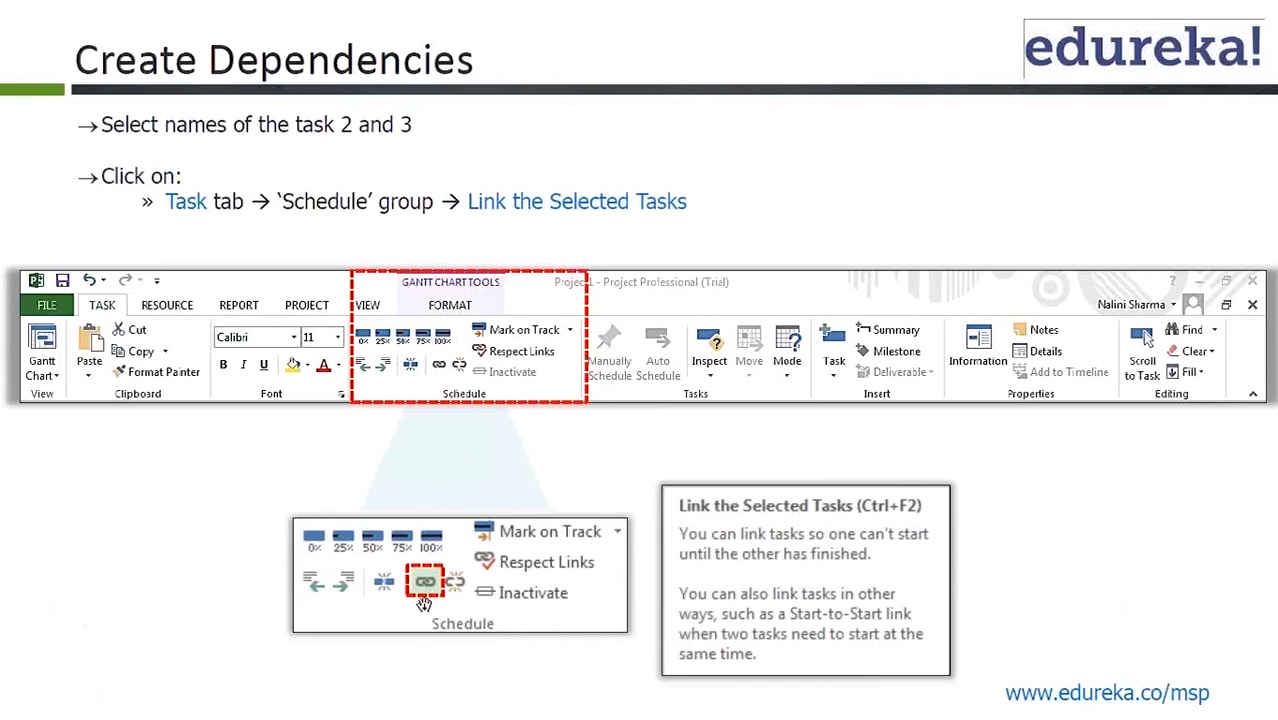 Create Dependencies
edureka!
→Select names of the task 2 and 3
→Click on:
» Task tab → ‘Schedule’ group → Link the Selected Tasks
GANTT CHART TOOLS
Project1 - Project Professional (Trial)
FILE TASK RESOURCE REPORT PROJECT VIEW FORMAT
Nalini Sharma
Gantt Chart
View
Paste
Cut
Copy
Format Painter
Clipboard
Calibri 11
B I U A
Font
0% 25% 50% 75% 100%
Mark on Track
Respect Links
Inactivate
Schedule
Manually Schedule
Auto Schedule
Inspect
Move
Mode
Tasks
Task
Summary
Milestone
Deliverable
Insert
Information
Notes
Details
Add to Timeline
Properties
Scroll to Task
Find
Clear
Fill
Editing
0% 25% 50% 75% 100%
Mark on Track
Respect Links
Inactivate
Schedule
Link the Selected Tasks (Ctrl+F2)
You can link tasks so one can't start
until the other has finished.
You can also link tasks in other
ways, such as a Start-to-Start link
when two tasks need to start at the
same time.
www.edureka.co/msp